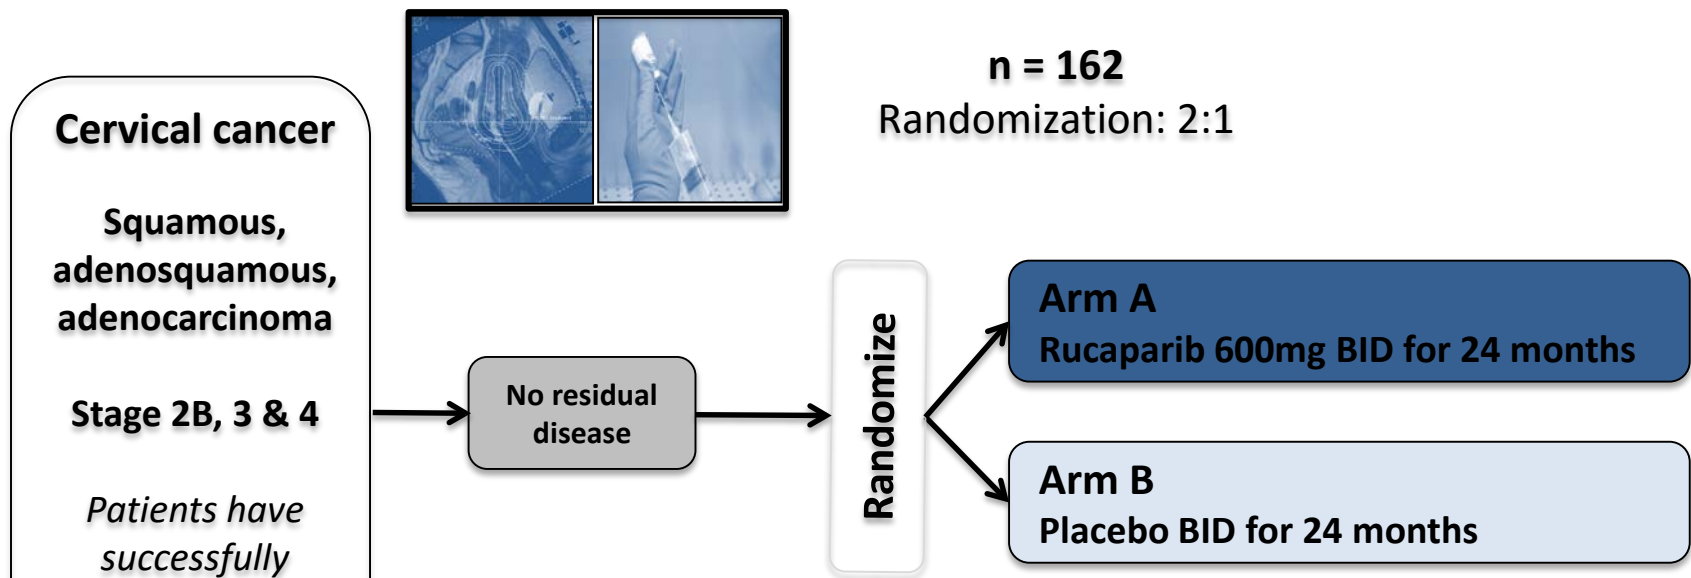 n = 162
Randomization: 2:1
Cervical cancer
Squamous,
adenosquamous,
adenocarcinoma
Stage 2B, 3 & 4
Patients have
successfully
No residual
disease
Randomize
Arm A
Rucaparib 600mg BID for 24 months
Arm B
Placebo BID for 24 months